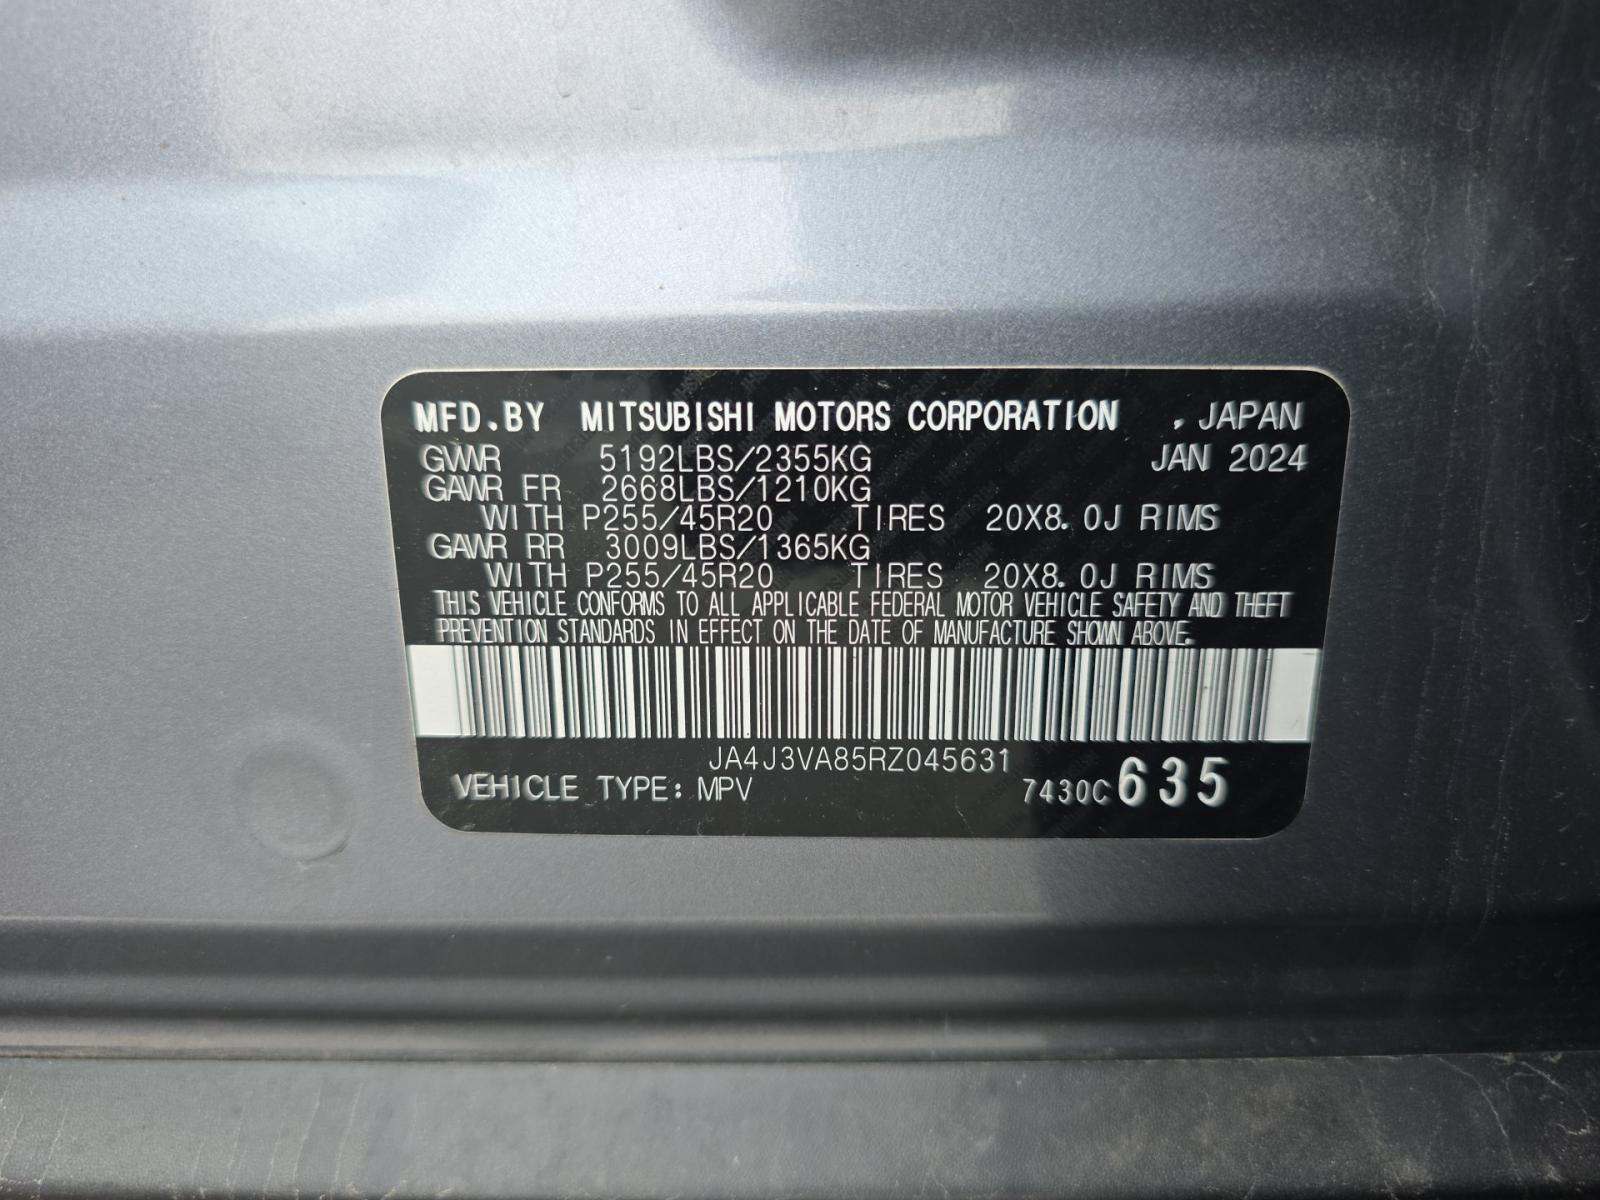 MFD.BY MITSUBISHI MOTORS CORPORATION , JAPAN
GVWR 5192LBS/2355KG JAN 2024
GAWR FR 2668LBS/1210KG
WITH P255/45R20 TIRES 20X8.0J RIMS
GAWR RR 3009LBS/1365KG
WITH P255/45R20 TIRES 20X8.0J RIMS
THIS VEHICLE CONFORMS TO ALL APPLICABLE FEDERAL MOTOR VEHICLE SAFETY AND THEFT
PREVENTION STANDARDS IN EFFECT ON THE DATE OF MANUFACTURE SHOWN ABOVE.
JA4J3VA85RZ045631
VEHICLE TYPE: MPV 7430C 635